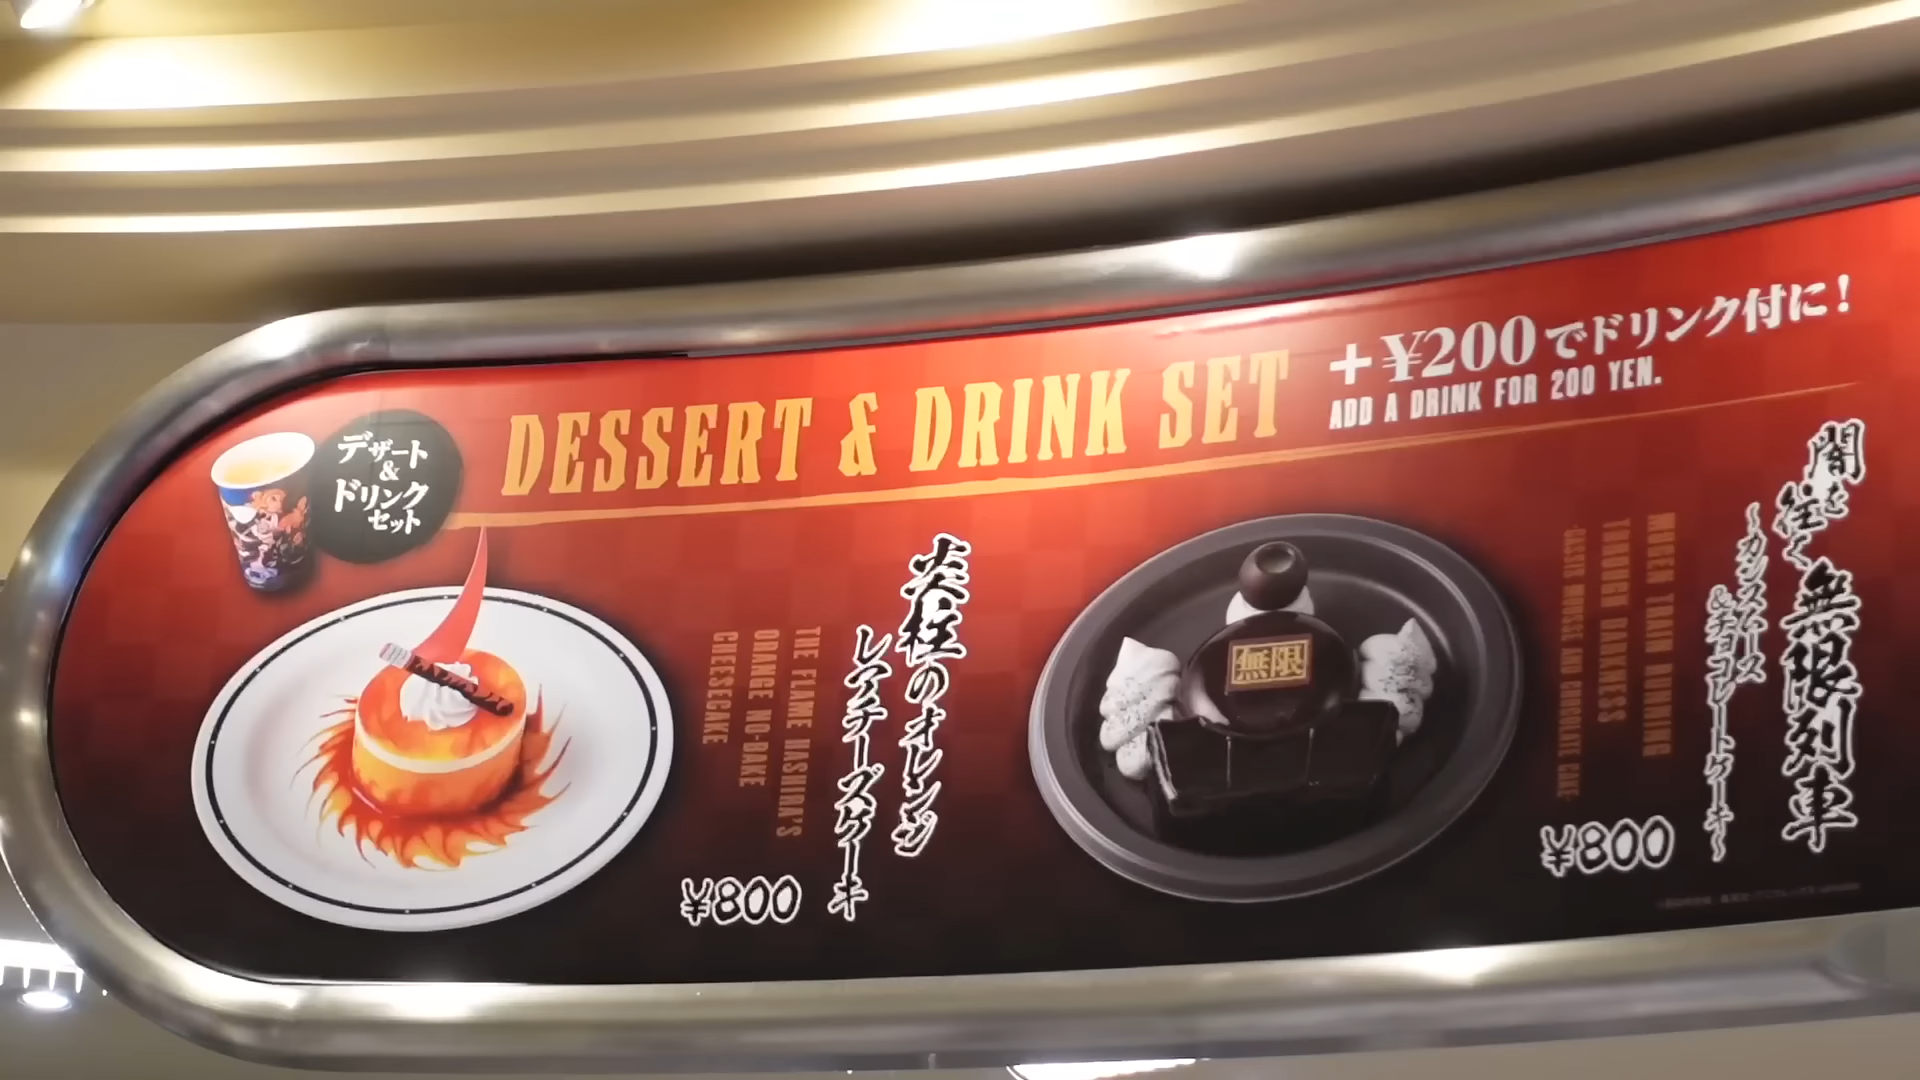 デザート
&
ドリンク
セット
DESSERT & DRINK SET
+¥200でドリンク付に!
ADD A DRINK FOR 200 YEN.
炎柱のオレンジ
レアチーズケーキ
THE FLAME HASHIRA'S
ORANGE NO-BAKE
CHEESECAKE
¥800
無限
闇を往く無限列車
~カシスムース
&チョコレートケーキ~
MUGEN TRAIN RUNNING
THROUGH DARKNESS
-CASSIS MOUSSE AND CHOCOLATE CAKE-
¥800